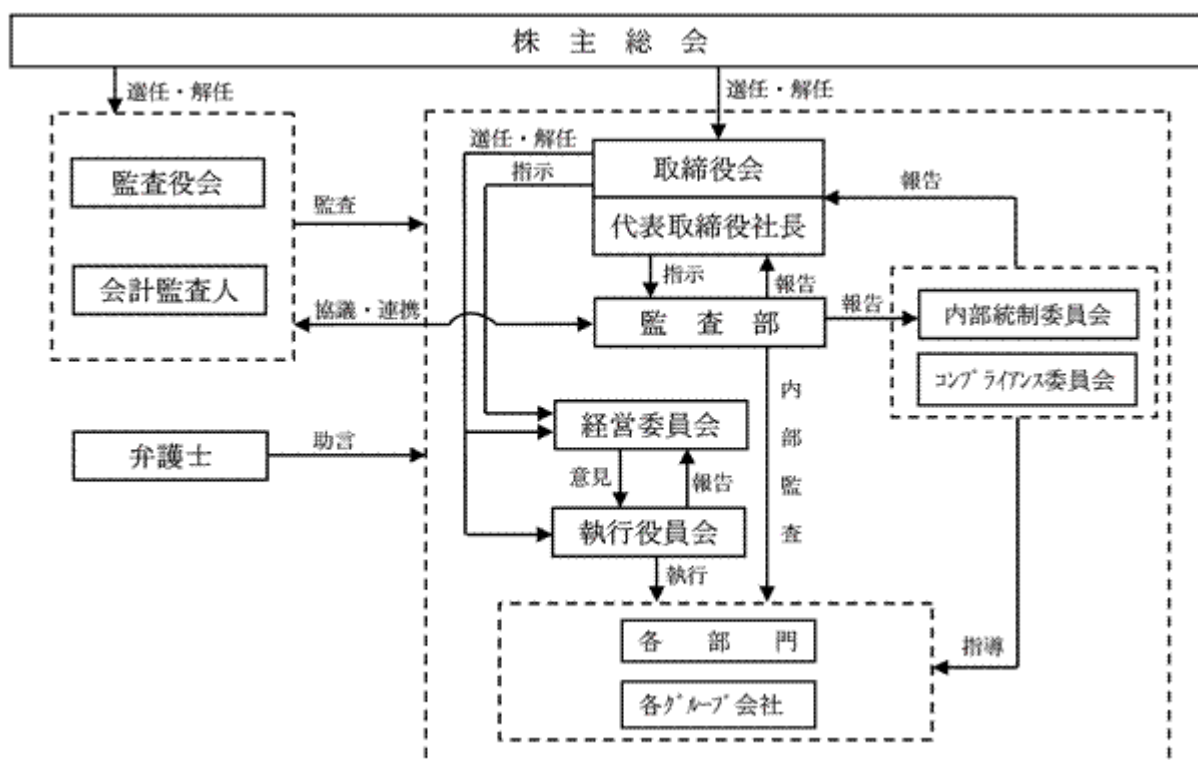 株 主 総 会
選任・解任
選任・解任
選任・解任
取締役会
監査役会
指示
報告
監査
代表取締役社長
会計監査人
指示
報告
協議・連携
監 査 部
報告
内部統制委員会
コンプライアンス委員会
内部監査
経営委員会
弁護士
助言
意見
報告
執行役員会
執行
各 部 門
指導
各グループ会社